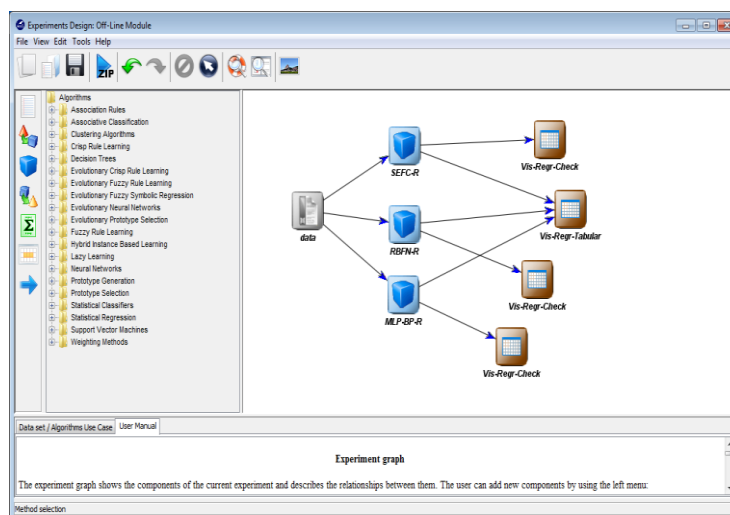 Experiments Design: Off-Line Module
File View Edit Tools Help
ZIP
Algorithms
Association Rules
Associative Classification
Clustering Algorithms
Crisp Rule Learning
Decision Trees
Evolutionary Crisp Rule Learning
Evolutionary Fuzzy Rule Learning
Evolutionary Fuzzy Symbolic Regression
Evolutionary Neural Networks
Evolutionary Prototype Selection
Fuzzy Rule Learning
Hybrid Instance Based Learning
Lazy Learning
Neural Networks
Prototype Generation
Prototype Selection
Statistical Classifiers
Statistical Regression
Support Vector Machines
Weighting Methods
data
SEFC-R
RBFN-R
MLP-BP-R
Vis-Regr-Check
Vis-Regr-Tabular
Vis-Regr-Check
Vis-Regr-Check
Data set / Algorithms Use Case User Manual
Experiment graph
The experiment graph shows the components of the current experiment and describes the relationships between them. The user can add new components by using the left menu:
Method selection